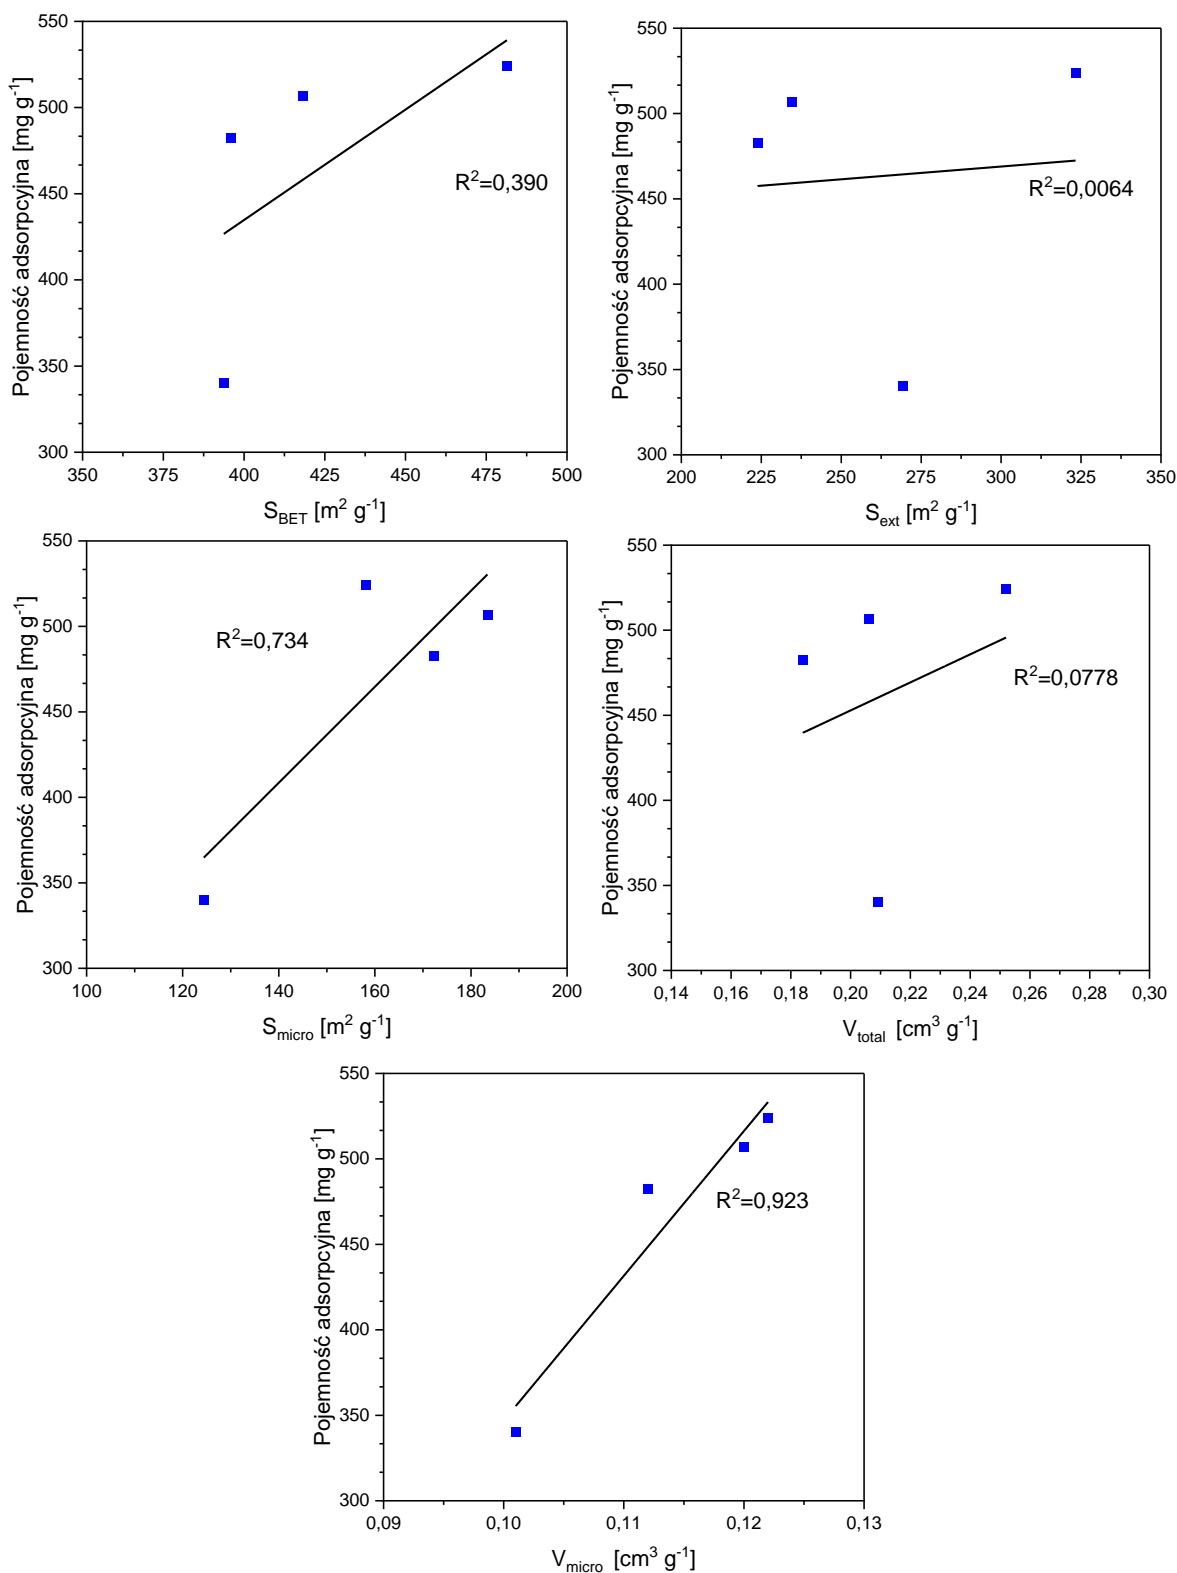 550
500
450
400
350
300
Pojemność adsorpcyjna [mg g⁻¹]
R²=0,390
350 375 400 425 450 475 500
S_BET [m² g⁻¹]
550
500
450
400
350
300
Pojemność adsorpcyjna [mg g⁻¹]
R²=0,0064
200 225 250 275 300 325 350
S_ext [m² g⁻¹]
550
500
450
400
350
300
Pojemność adsorpcyjna [mg g⁻¹]
R²=0,734
100 120 140 160 180 200
S_micro [m² g⁻¹]
550
500
450
400
350
300
Pojemność adsorpcyjna [mg g⁻¹]
R²=0,0778
0,14 0,16 0,18 0,20 0,22 0,24 0,26 0,28 0,30
V_total [cm³ g⁻¹]
550
500
450
400
350
300
Pojemność adsorpcyjna [mg g⁻¹]
R²=0,923
0,09 0,10 0,11 0,12 0,13
V_micro [cm³ g⁻¹]